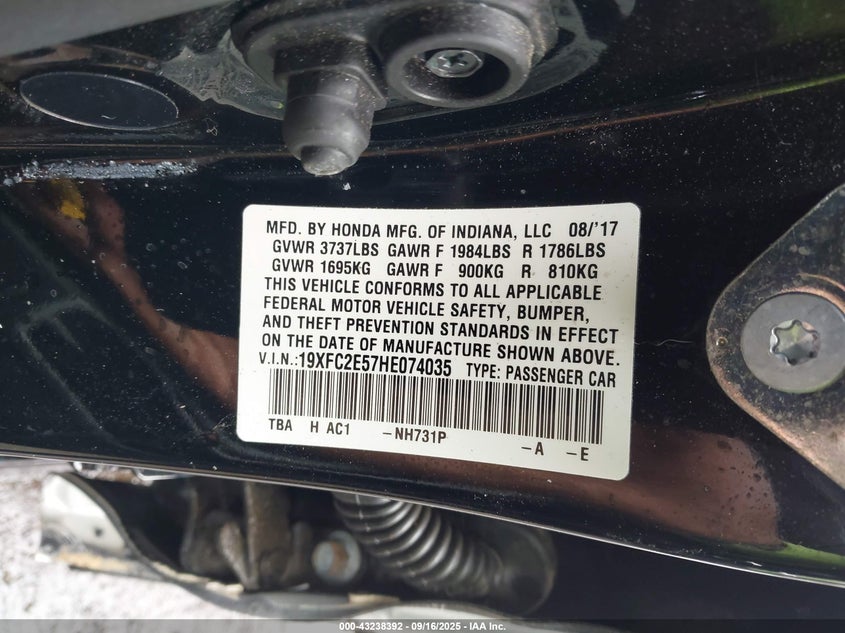 MFD. BY HONDA MFG. OF INDIANA, LLC 08/'17
GVWR 3737LBS GAWR F 1984LBS R 1786LBS
GVWR 1695KG GAWR F 900KG R 810KG
THIS VEHICLE CONFORMS TO ALL APPLICABLE
FEDERAL MOTOR VEHICLE SAFETY, BUMPER,
AND THEFT PREVENTION STANDARDS IN EFFECT
ON THE DATE OF MANUFACTURE SHOWN ABOVE.
V.I.N.:19XFC2E57HE074035 TYPE: PASSENGER CAR
TBA H AC1 -NH731P -A -E
000-43238392 - 09/16/2025 - IAA Inc.